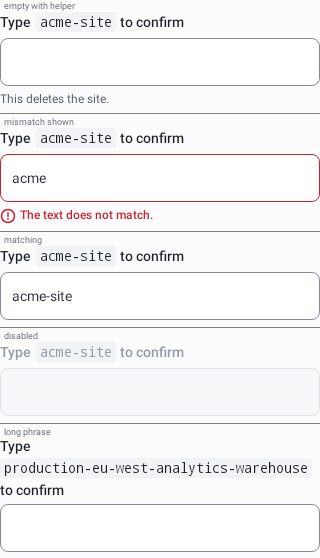 empty with helper
Type acme-site to confirm
This deletes the site.
mismatch shown
Type acme-site to confirm
acme
The text does not match.
matching
Type acme-site to confirm
acme-site
disabled
Type acme-site to confirm
long phrase
Type
production-eu-west-analytics-warehouse
to confirm